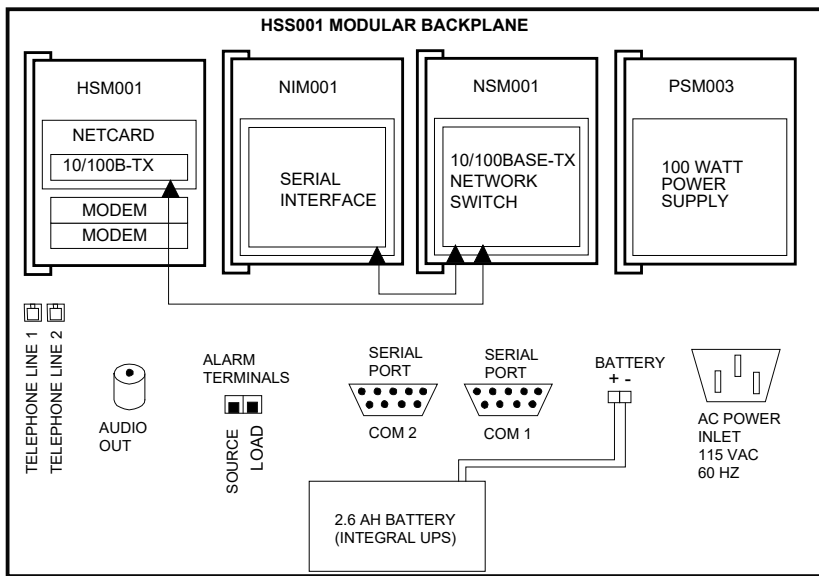 HSS001 MODULAR BACKPLANE
HSM001
NETCARD
10/100B-TX
MODEM
MODEM
NIM001
SERIAL
INTERFACE
NSM001
10/100BASE-TX
NETWORK
SWITCH
PSM003
100 WATT
POWER
SUPPLY
TELEPHONE LINE 1
TELEPHONE LINE 2
AUDIO
OUT
ALARM
TERMINALS
SOURCE
LOAD
SERIAL
PORT
COM 2
SERIAL
PORT
COM 1
BATTERY
+ -
AC POWER
INLET
115 VAC
60 HZ
2.6 AH BATTERY
(INTEGRAL UPS)